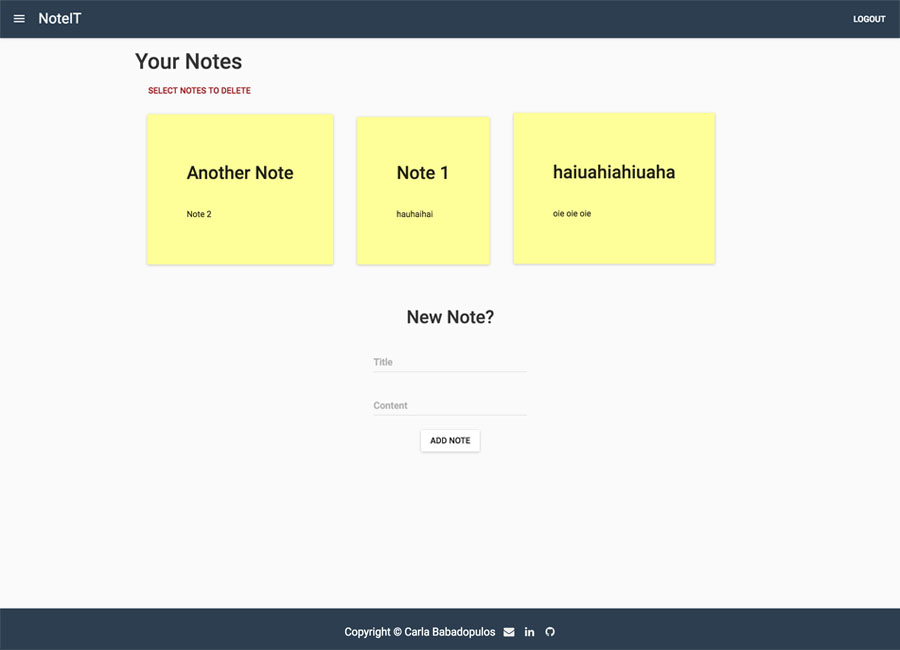 NoteIT
LOGOUT
Your Notes
SELECT NOTES TO DELETE
Another Note
Note 2
Note 1
hauhaihai
haiuahiahiuaha
oie oie oie
New Note?
Title
Content
ADD NOTE
Copyright © Carla Babadopulos